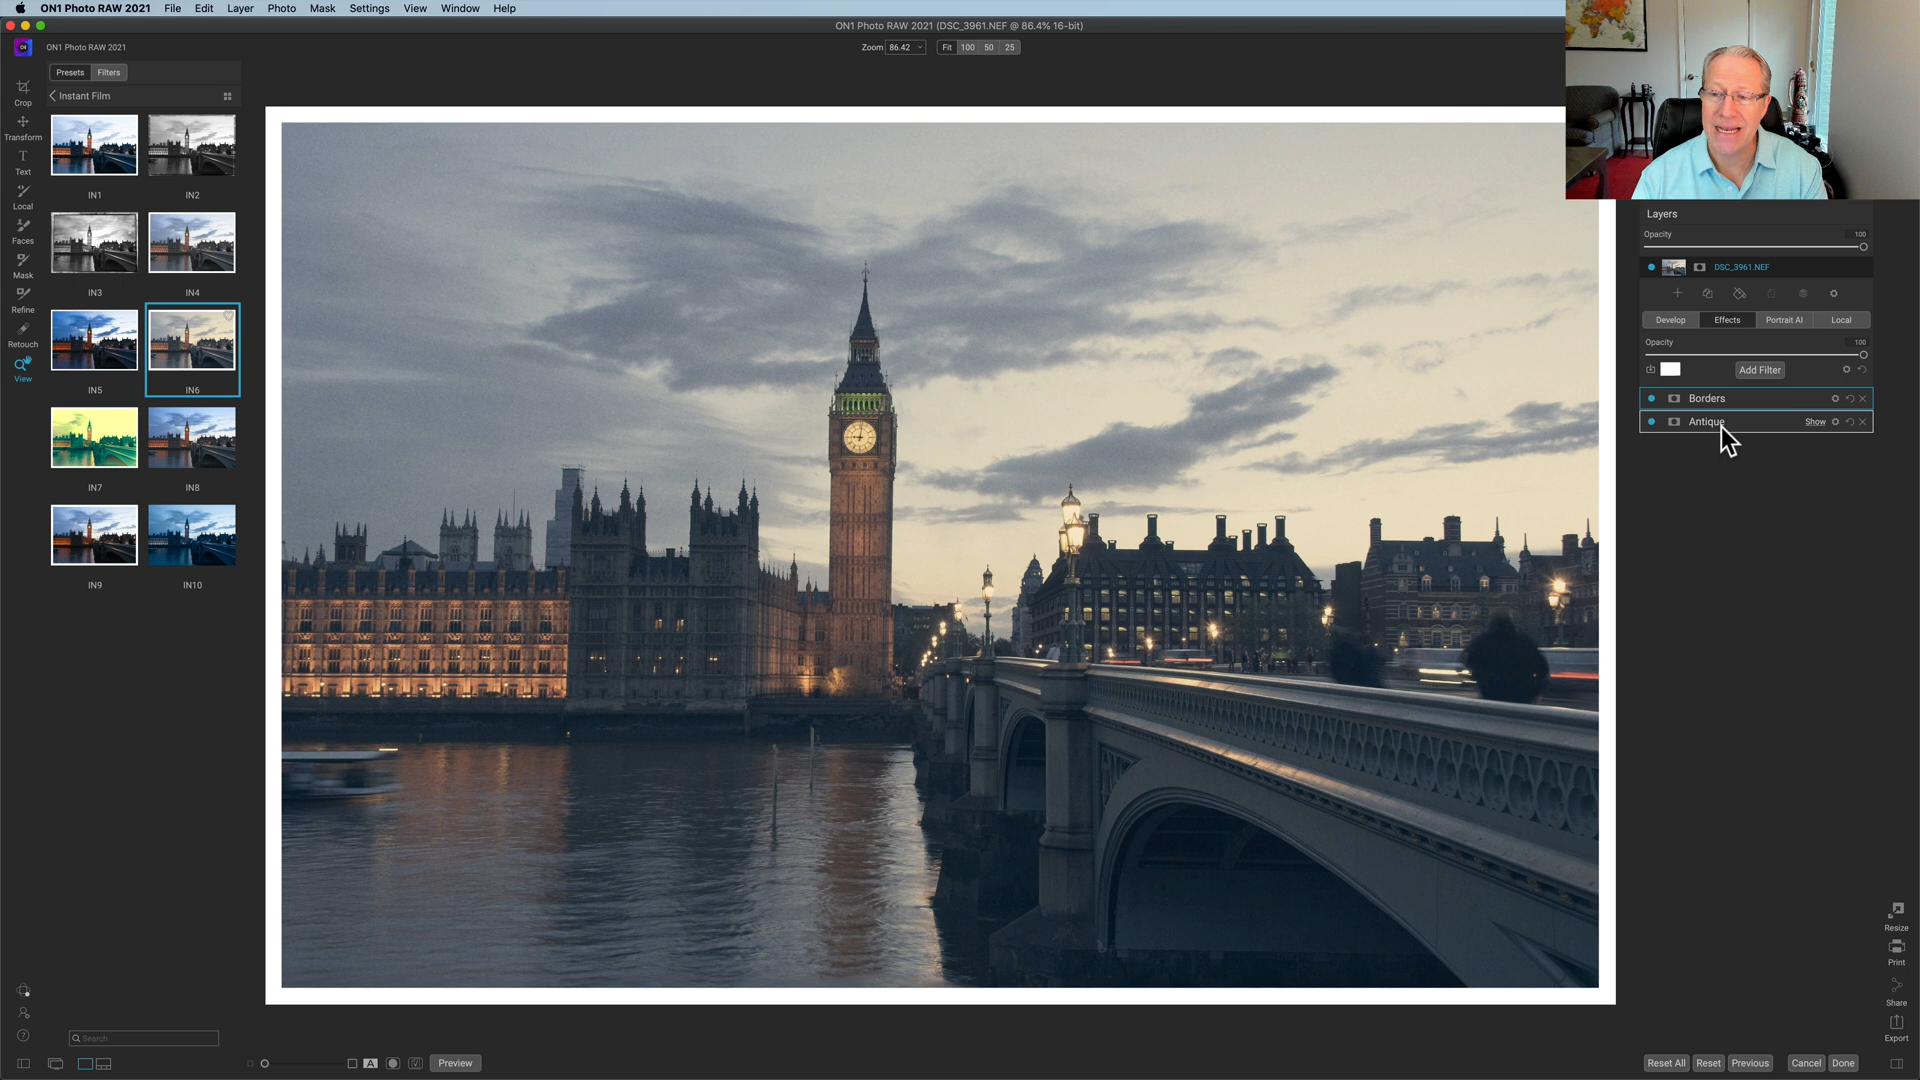 ON1 Photo RAW 2021 File Edit Layer Photo Mask Settings View Window Help
ON1 Photo RAW 2021 (DSC_3961.NEF @ 86.4% 16-bit)
ON1 Photo RAW 2021
Zoom 86.42 Fit 100 50 25
Presets Filters
Instant Film
Crop
Transform
Text
Local
Faces
Mask
Refine
Retouch
View
IN1 IN2
IN3 IN4
IN5 IN6
IN7 IN8
IN9 IN10
Search
A
Preview
Layers
Opacity 100
DSC_3961.NEF
Develop Effects Portrait AI Local
Opacity 100
Add Filter
Borders
Antique Show
Resize
Print
Share
Export
Reset All Reset Previous Cancel Done